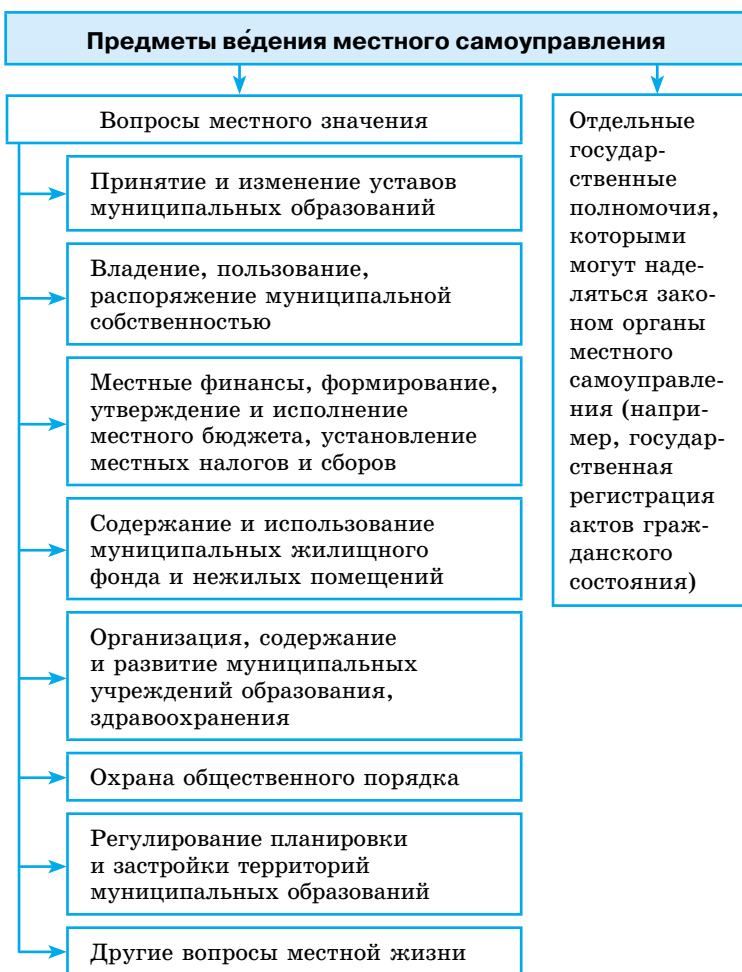 Предметы ве́дения местного самоуправления
Вопросы местного значения
Принятие и изменение уставов
муниципальных образований
Владение, пользование,
распоряжение муниципальной
собственностью
Местные финансы, формирование,
утверждение и исполнение
местного бюджета, установление
местных налогов и сборов
Содержание и использование
муниципальных жилищного
фонда и нежилых помещений
Организация, содержание
и развитие муниципальных
учреждений образования,
здравоохранения
Охрана общественного порядка
Регулирование планировки
и застройки территорий
муниципальных образований
Другие вопросы местной жизни
Отдельные
государ-
ственные
полномочия,
которыми
могут наде-
ляться зако-
ном органы
местного
самоуправле-
ния (напри-
мер, государ-
ственная
регистрация
актов граж-
данского
состояния)